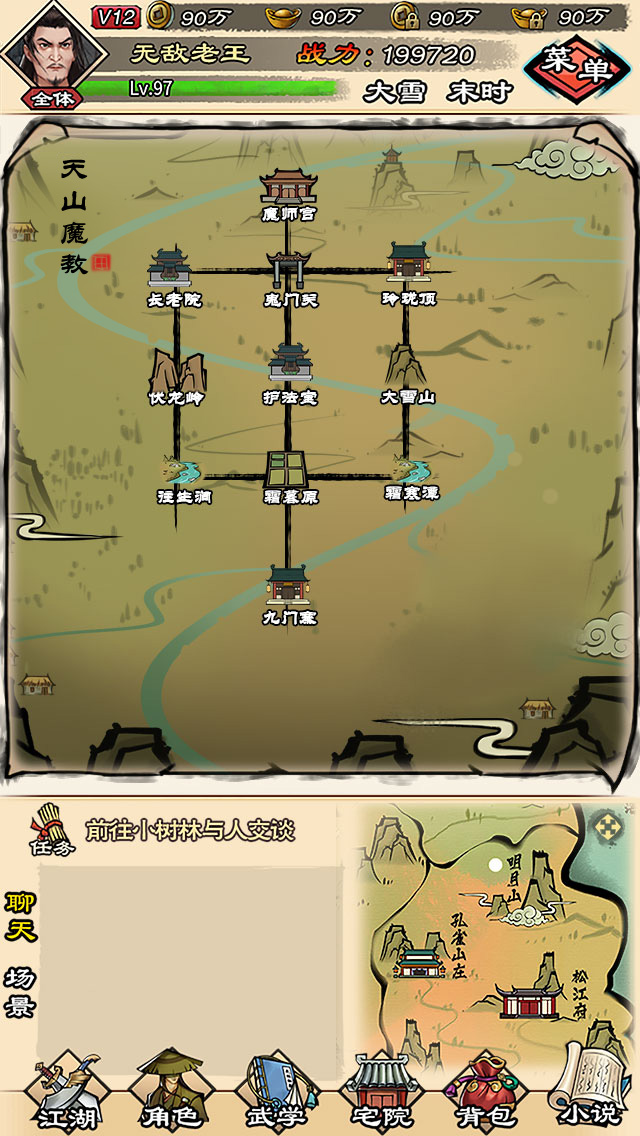 V12 90万 90万 90万 90万
无敌老王 战力：199720
菜单
全体 Lv.97
大雪 未时
天山魔教
魔师宫
长老院 鬼门关 玲珑顶
伏龙岭 护法堂 大雪山
往生涧 霜暮原 霜寒潭
九门寨
任务 前往小树林与人交谈
聊天
场景
明月山
孔雀山庄
松江府
江湖 角色 武学 宅院 背包 小说